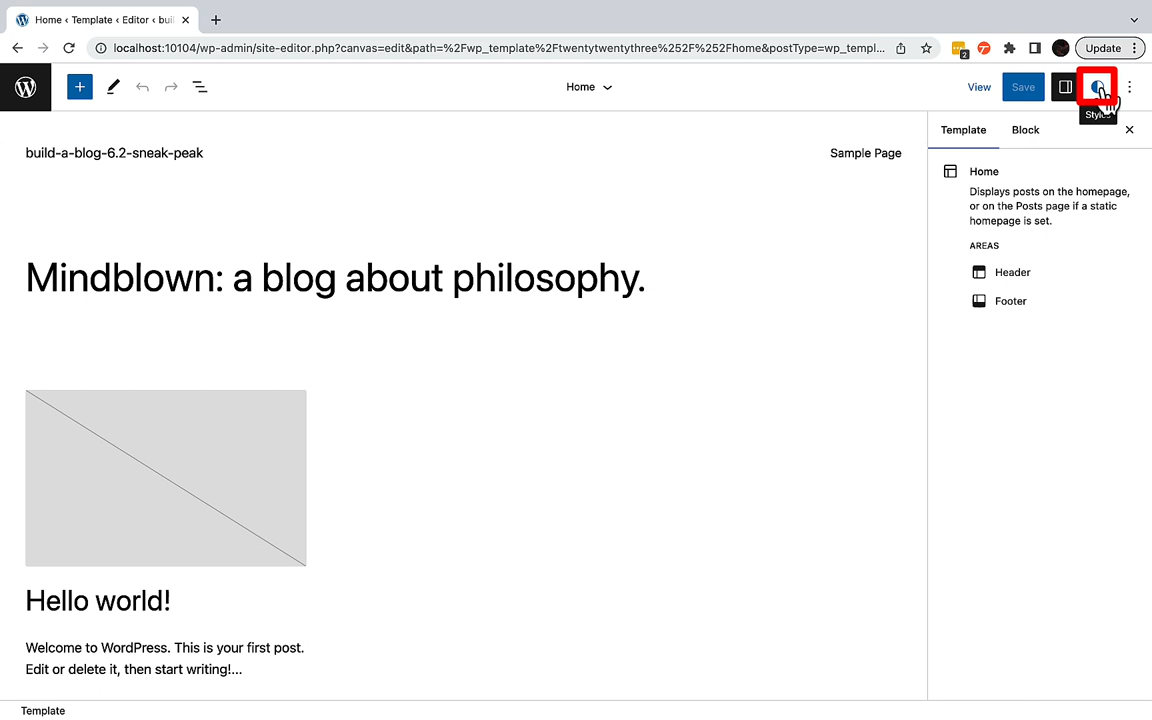 Home ‹ Template ‹ Editor ‹ buil
localhost:10104/wp-admin/site-editor.php?canvas=edit&path=%2Fwp_template%2Ftwentytwentythree%252F%252Fhome&postType=wp_templ...
2
Update
Home
View
Save
Styles
build-a-blog-6.2-sneak-peak
Sample Page
Template
Block
Home
Displays posts on the homepage,
or on the Posts page if a static
homepage is set.
AREAS
Header
Footer
Mindblown: a blog about philosophy.
Hello world!
Welcome to WordPress. This is your first post.
Edit or delete it, then start writing!...
Template